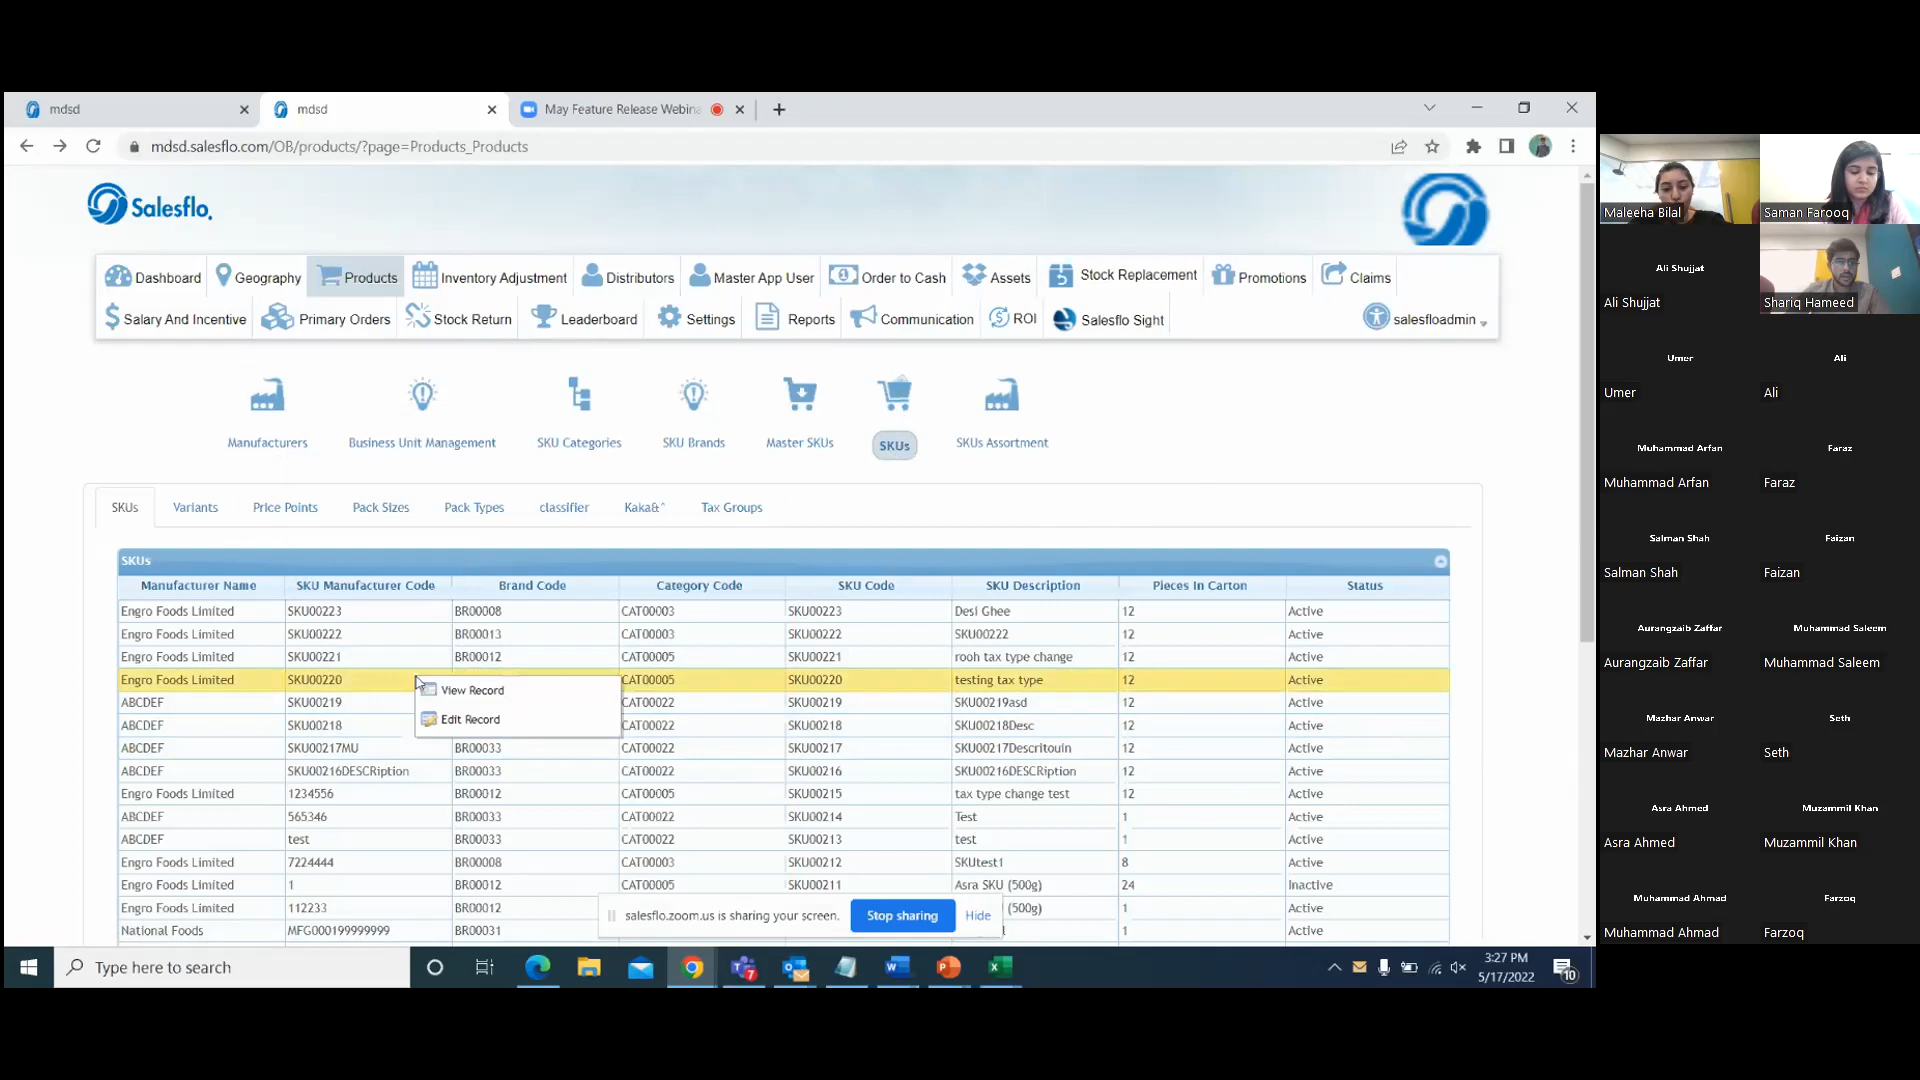 mdsd
mdsd
May Feature Release Webina
mdsd.salesflo.com/OB/products/?page=Products_Products
Salesflo.
Dashboard Geography Products Inventory Adjustment Distributors Master App User Order to Cash Assets Stock Replacement Promotions Claims
Salary And Incentive Primary Orders Stock Return Leaderboard Settings Reports Communication ROI Salesflo Sight salesfloadmin
Manufacturers Business Unit Management SKU Categories SKU Brands Master SKUs SKUs SKUs Assortment
SKUs Variants Price Points Pack Sizes Pack Types classifier Kaka&^ Tax Groups
SKUs
Manufacturer Name SKU Manufacturer Code Brand Code Category Code SKU Code SKU Description Pieces In Carton Status
Engro Foods Limited SKU00223 BR00008 CAT00003 SKU00223 Desi Ghee 12 Active
Engro Foods Limited SKU00222 BR00013 CAT00003 SKU00222 SKU00222 12 Active
Engro Foods Limited SKU00221 BR00012 CAT00005 SKU00221 rooh tax type change 12 Active
Engro Foods Limited SKU00220 CAT00005 SKU00220 testing tax type 12 Active
View Record
Edit Record
ABCDEF SKU00219 CAT00022 SKU00219 SKU00219asd 12 Active
ABCDEF SKU00218 CAT00022 SKU00218 SKU00218Desc 12 Active
ABCDEF SKU00217MU BR00033 CAT00022 SKU00217 SKU00217Descritouin 12 Active
ABCDEF SKU00216DESCRiption BR00033 CAT00022 SKU00216 SKU00216DESCRiption 12 Active
Engro Foods Limited 1234556 BR00012 CAT00005 SKU00215 tax type change test 12 Active
ABCDEF 565346 BR00033 CAT00022 SKU00214 Test 1 Active
ABCDEF test BR00033 CAT00022 SKU00213 test 1 Active
Engro Foods Limited 7224444 BR00008 CAT00003 SKU00212 SKUtest1 8 Active
Engro Foods Limited 1 BR00012 CAT00005 SKU00211 Asra SKU (500g) 24 Inactive
Engro Foods Limited 112233 BR00012 (500g) 1 Active
National Foods MFG000199999999 BR00031 1 Active
salesflo.zoom.us is sharing your screen. Stop sharing Hide
Type here to search
7
3:27 PM
5/17/2022
10
Maleeha Bilal
Saman Farooq
Ali Shujjat
Ali Shujjat
Shariq Hameed
Umer
Umer
Ali
Ali
Muhammad Arfan
Muhammad Arfan
Faraz
Faraz
Salman Shah
Salman Shah
Faizan
Faizan
Aurangzaib Zaffar
Aurangzaib Zaffar
Muhammad Saleem
Muhammad Saleem
Mazhar Anwar
Mazhar Anwar
Seth
Seth
Asra Ahmed
Asra Ahmed
Muzammil Khan
Muzammil Khan
Muhammad Ahmad
Muhammad Ahmad
Farzoq
Farzoq